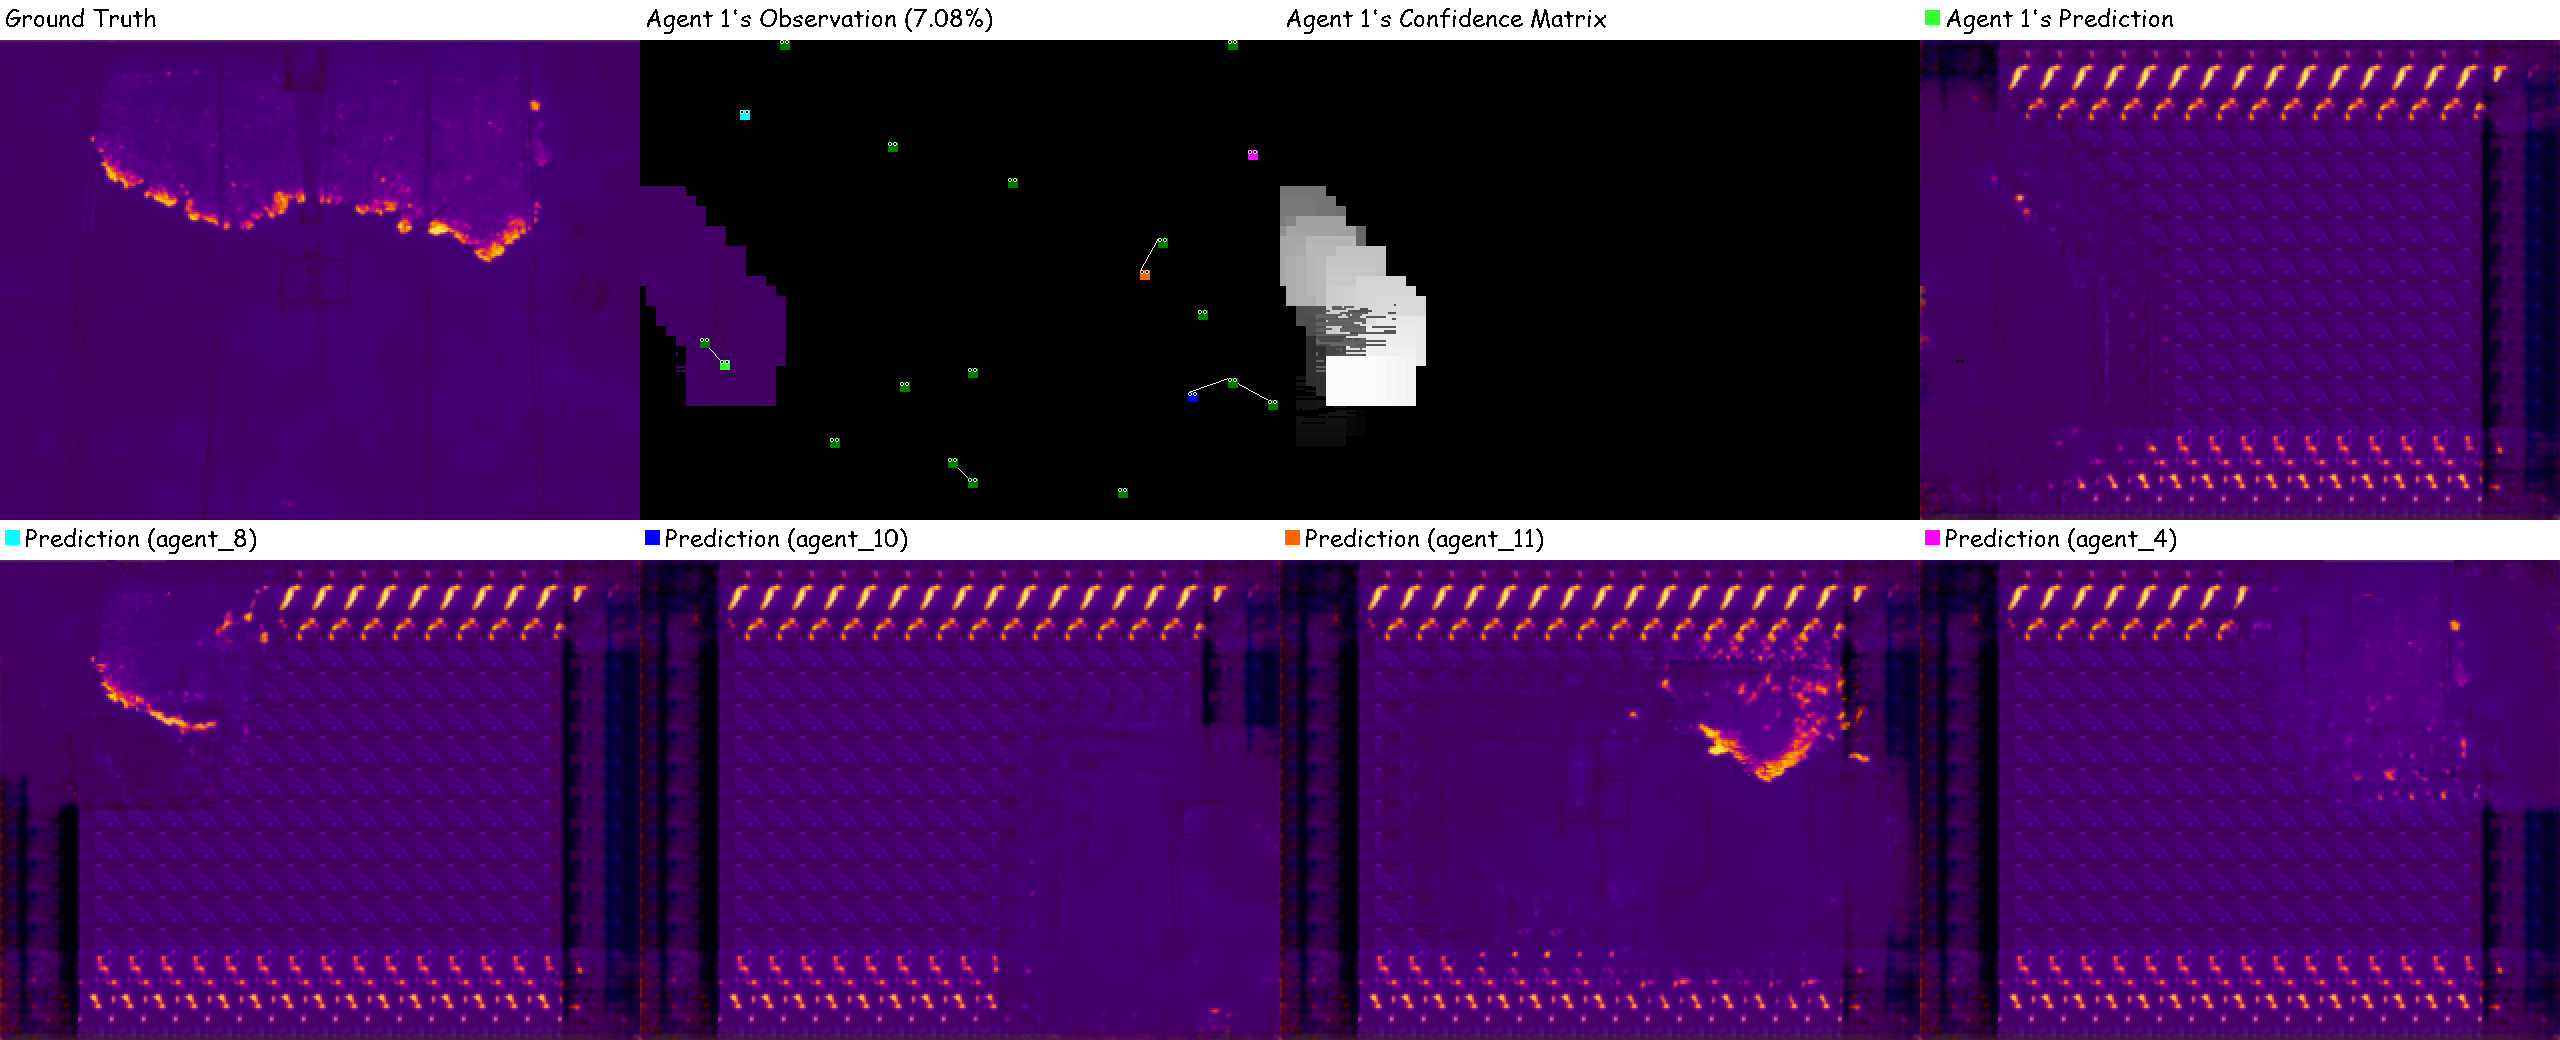 Ground Truth
Agent 1's Observation (7.08%)
Agent 1's Confidence Matrix
Agent 1's Prediction
Prediction (agent_8)
Prediction (agent_10)
Prediction (agent_11)
Prediction (agent_4)